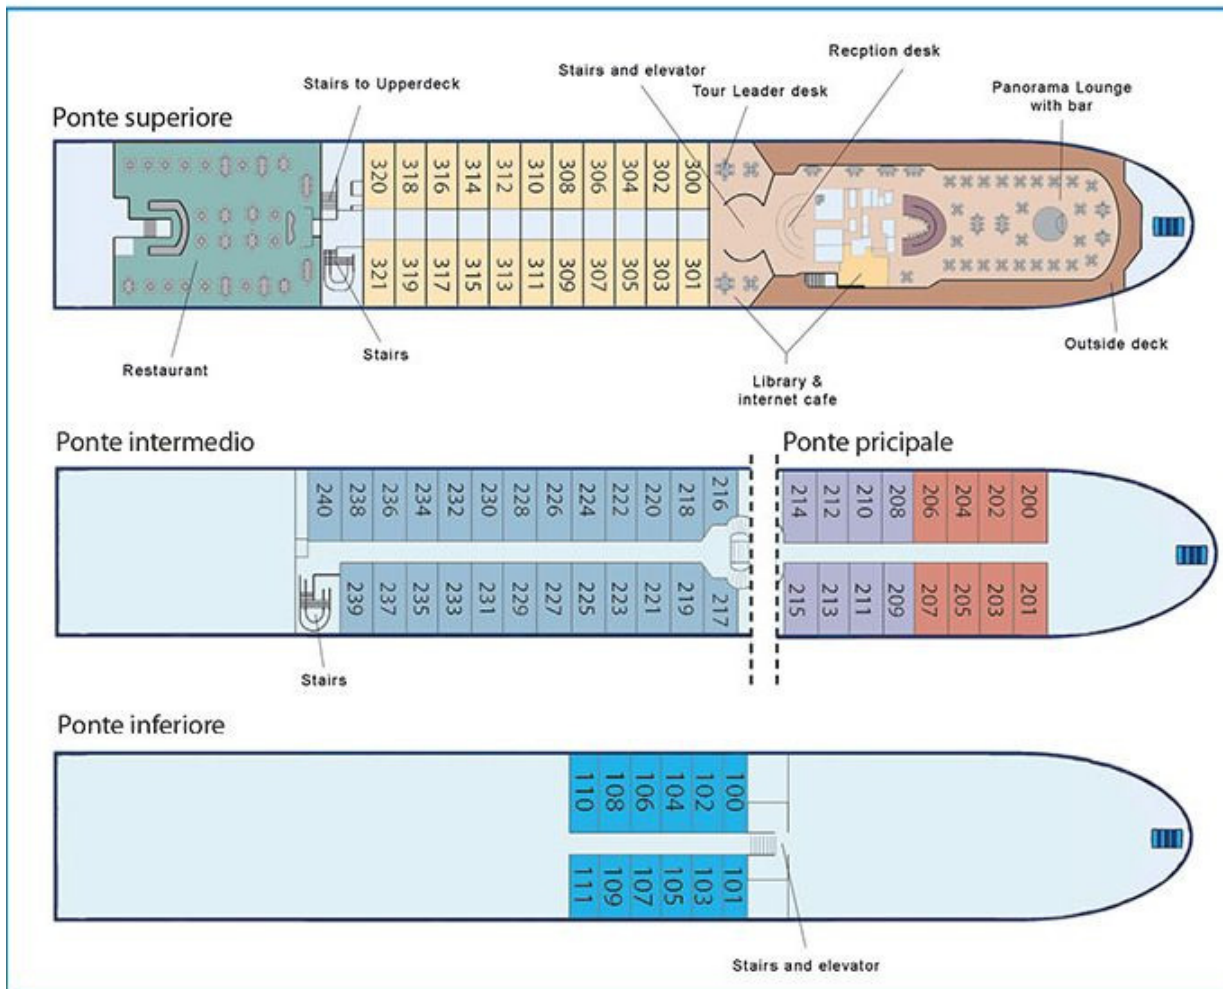 Recption desk
Stairs and elevator
Stairs to Upperdeck
Tour Leader desk
Panorama Lounge
with bar
Ponte superiore
320 318 316 314 312 310 308 306 304 302 300
321 319 317 315 313 311 309 307 305 303 301
Stairs
Restaurant
Outside deck
Library &
internet cafe
Ponte intermedio
Ponte pricipale
240 238 236 234 232 230 228 226 224 222 220 218 216
214 212 210 208 206 204 202 200
239 237 235 233 231 229 227 225 223 221 219 217
215 213 211 209 207 205 203 201
Stairs
Ponte inferiore
110 108 106 104 102 100
111 109 107 105 103 101
Stairs and elevator